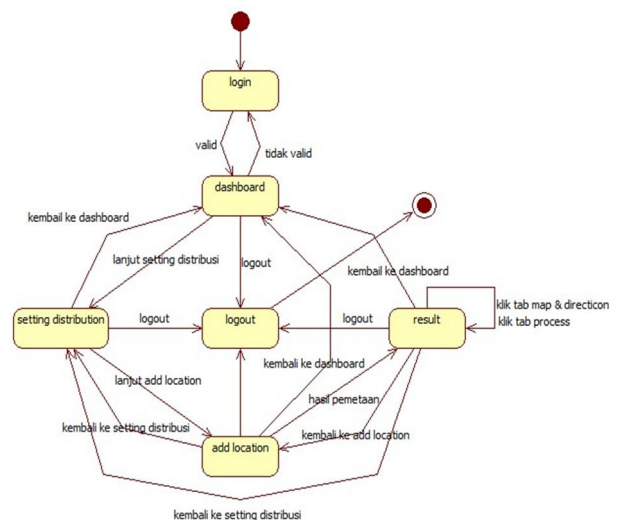 login
valid
tidak valid
dashboard
kembail ke dashboard
lanjut setting distribusi
logout
kembail ke dashboard
klik tab map & directicon
klik tab process
setting distribution
logout
logout
logout
result
kembali ke dashboard
lanjut add location
hasil pemetaan
kembali ke setting distribusi
kembali ke add location
add location
kembali ke setting distribusi